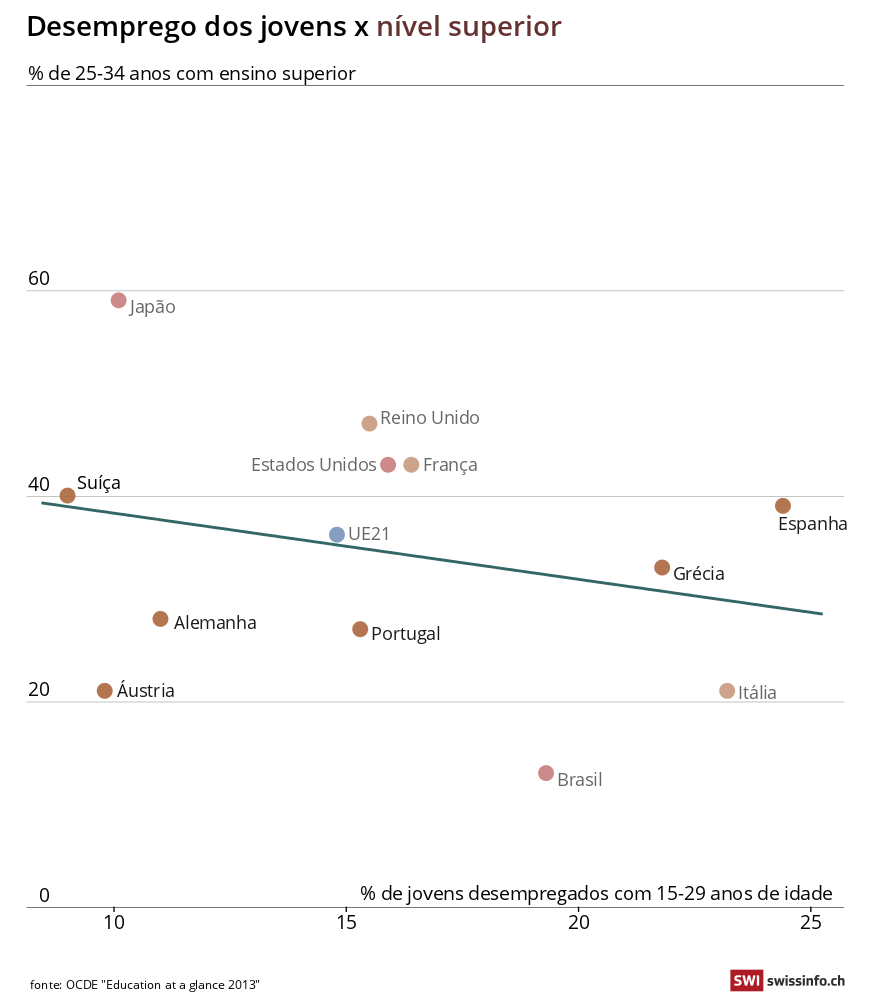 Desemprego dos jovens x nível superior
% de 25-34 anos com ensino superior
60
Japão
Reino Unido
Estados Unidos
França
40
Suíça
Espanha
UE21
Grécia
Alemanha
Portugal
20
Áustria
Itália
Brasil
0
% de jovens desempregados com 15-29 anos de idade
10 15 20 25
fonte: OCDE "Education at a glance 2013"
SWI swissinfo.ch